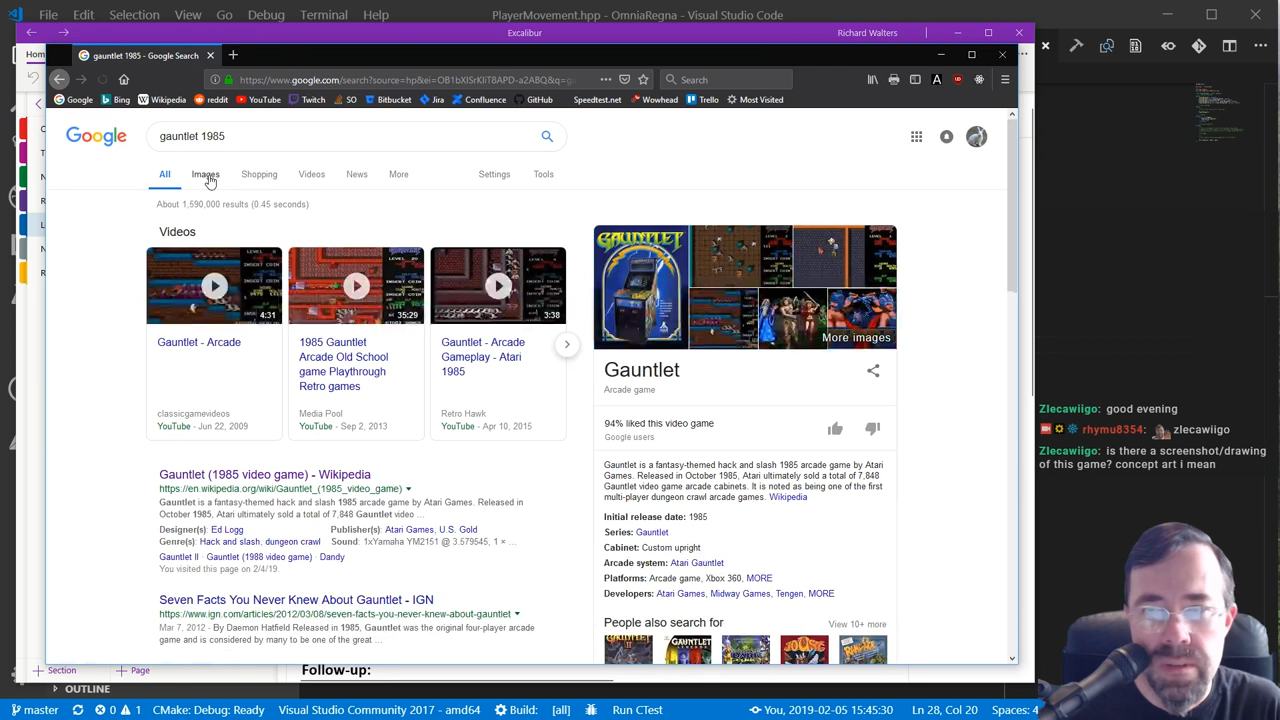 File Edit Selection View Go Debug Terminal Help PlayerMovement.hpp - OmniaRegna - Visual Studio Code
Excalibur Richard Walters
Hom
gauntlet 1985 - Google Search
https://www.google.com/search?source=hp&ei=OB1bXISrKIiT8APD-a2ABQ&q=g Search
Google Bing Wikipedia reddit YouTube Twitch SO Bitbucket Jira Confluence GitHub Speedtest.net Wowhead Trello Most Visited
Google gauntlet 1985
All Images Shopping Videos News More Settings Tools
About 1,590,000 results (0.45 seconds)
Videos
4:31 35:29 3:38
Gauntlet - Arcade
classicgamevideos
YouTube - Jun 22, 2009
1985 Gauntlet
Arcade Old School
game Playthrough
Retro games
Media Pool
YouTube - Sep 2, 2013
Gauntlet - Arcade
Gameplay - Atari
1985
Retro Hawk
YouTube - Apr 10, 2015
Gauntlet (1985 video game) - Wikipedia
https://en.wikipedia.org/wiki/Gauntlet_(1985_video_game)
Gauntlet is a fantasy-themed hack and slash 1985 arcade game by Atari Games. Released in
October 1985, Atari ultimately sold a total of 7,848 Gauntlet video ...
Designer(s): Ed Logg Publisher(s): Atari Games, U.S. Gold
Genre(s): Hack and slash, dungeon crawl Sound: 1xYamaha YM2151 @ 3.579545, 1 × ...
Gauntlet II · Gauntlet (1988 video game) · Dandy
You visited this page on 2/4/19.
Seven Facts You Never Knew About Gauntlet - IGN
https://www.ign.com/articles/2012/03/08/seven-facts-you-never-knew-about-gauntlet
Mar 7, 2012 - By Daemon Hatfield Released in 1985, Gauntlet was the original four-player arcade
game and is considered by many to be one of the great ...
GAUNTLET
ATARI
More images
Gauntlet
Arcade game
94% liked this video game
Google users
Gauntlet is a fantasy-themed hack and slash 1985 arcade game by Atari
Games. Released in October 1985, Atari ultimately sold a total of 7,848
Gauntlet video game arcade cabinets. It is noted as being one of the first
multi-player dungeon crawl arcade games. Wikipedia
Initial release date: 1985
Series: Gauntlet
Cabinet: Custom upright
Arcade system: Atari Gauntlet
Platforms: Arcade game, Xbox 360, MORE
Developers: Atari Games, Midway Games, Tengen, MORE
People also search for View 10+ more
JOUST
Zlecawiigo: good evening
rhymu8354: zlecawiigo
Zlecawiigo: is there a screenshot/drawing
of this game? concept art i mean
Section Page Follow-up:
OUTLINE
master 0 1 CMake: Debug: Ready Visual Studio Community 2017 - amd64 Build: [all] Run CTest You, 2019-02-05 15:45:30 Ln 28, Col 20 Spaces: 4